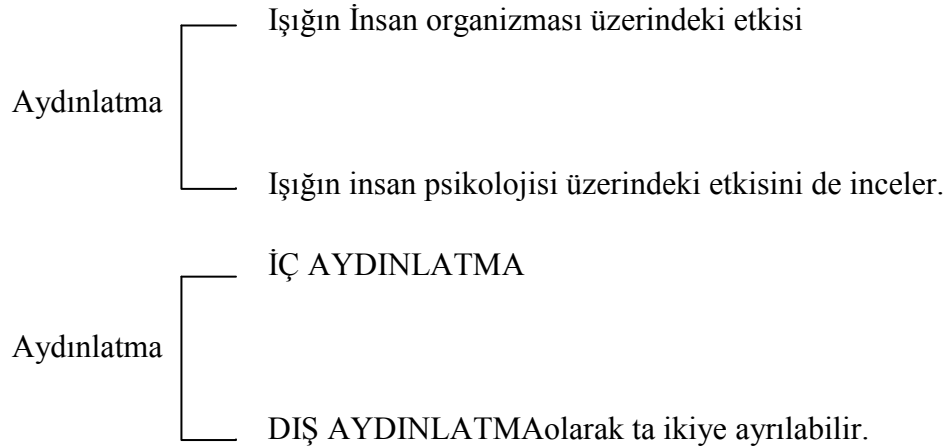 Işığın İnsan organizması üzerindeki etkisi
Aydınlatma
Işığın insan psikolojisi üzerindeki etkisini de inceler.
İÇ AYDINLATMA
Aydınlatma
DIŞ AYDINLATMAolarak ta ikiye ayrılabilir.